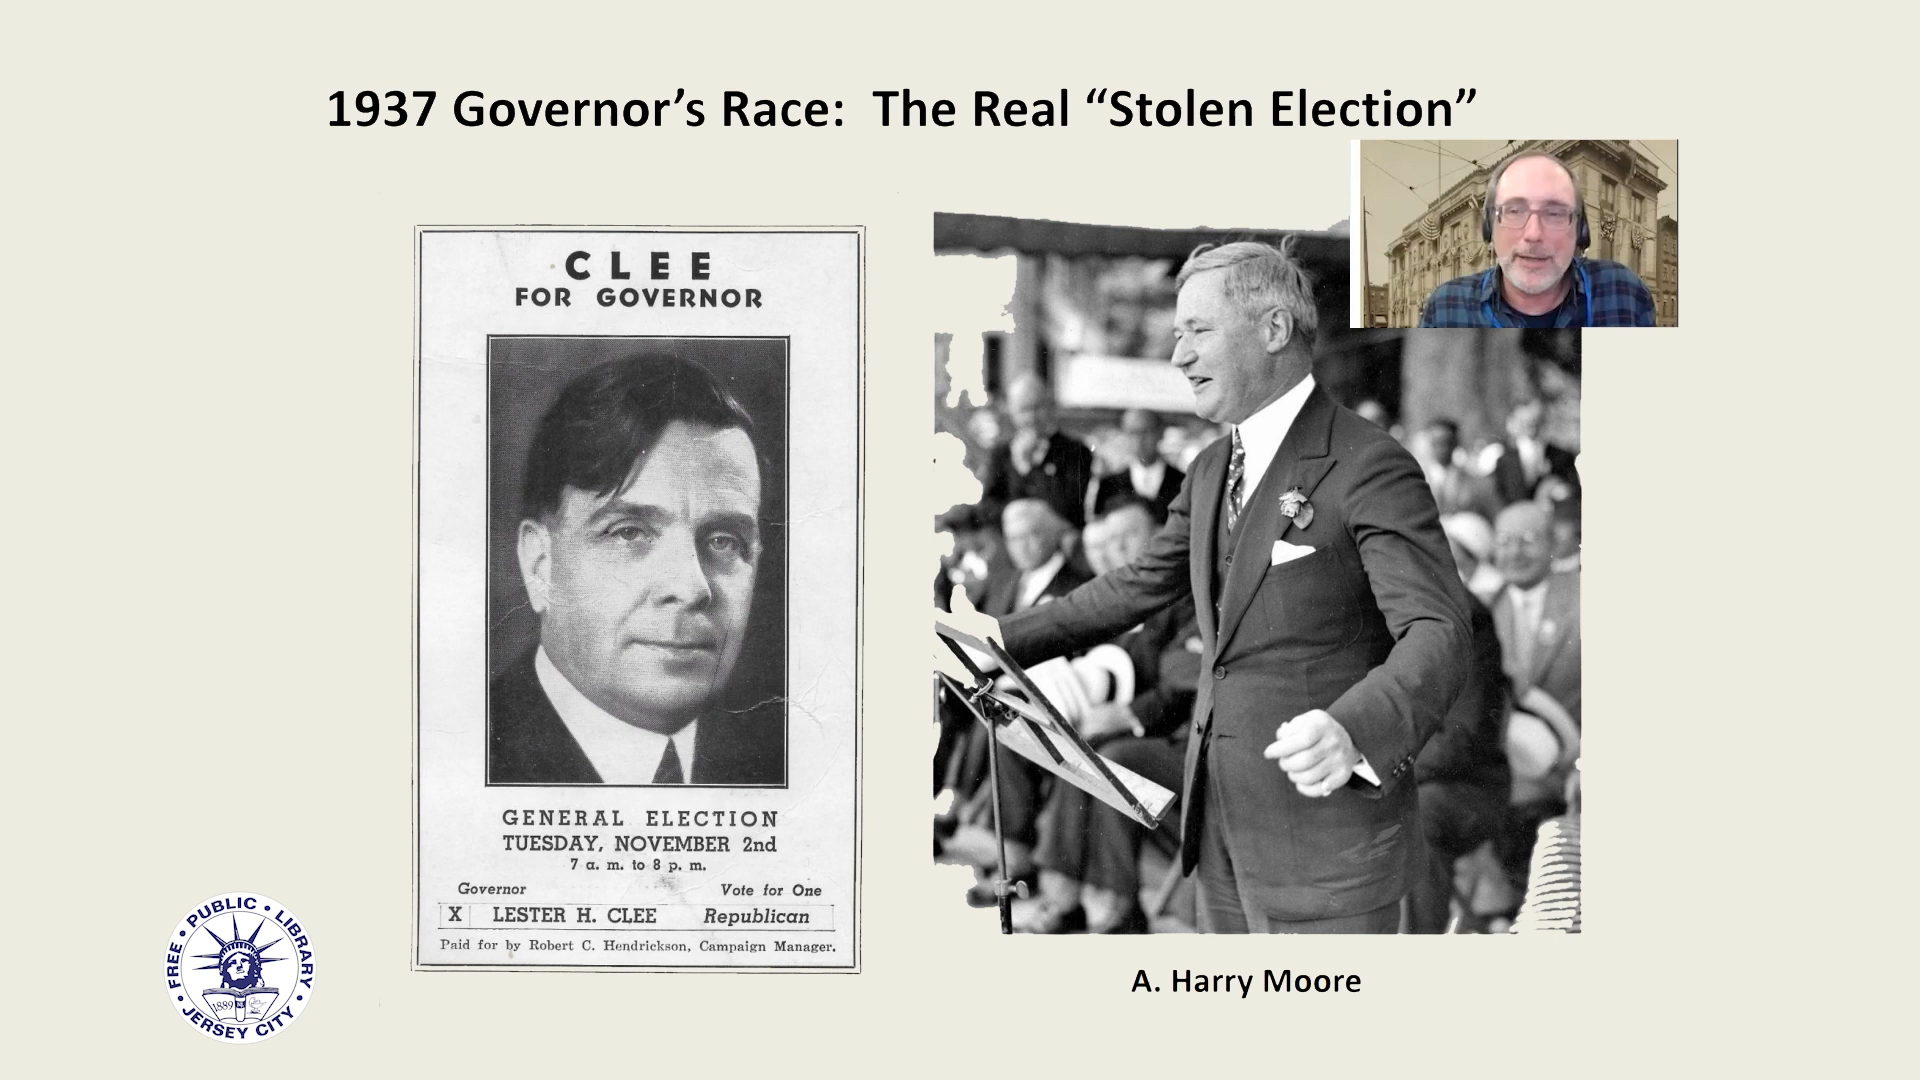 1937 Governor’s Race: The Real “Stolen Election”
CLEE
FOR GOVERNOR
GENERAL ELECTION
TUESDAY, NOVEMBER 2nd
7 a. m. to 8 p. m.
Governor Vote for One
X LESTER H. CLEE Republican
Paid for by Robert C. Hendrickson, Campaign Manager.
A. Harry Moore
FREE • PUBLIC • LIBRARY
1889
• JERSEY CITY •